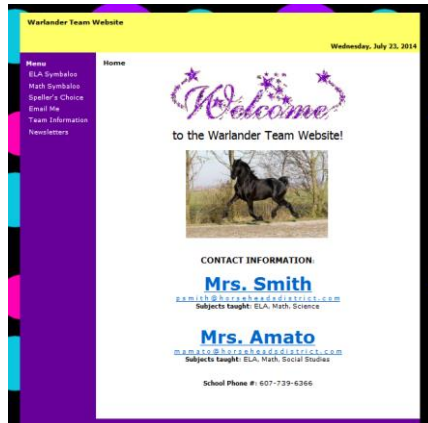 Warlander Team Website
Wednesday, July 23, 2014
Menu
ELA Symbaloo
Math Symbaloo
Speller's Choice
Email Me
Team Information
Newsletters
Home
Welcome
to the Warlander Team Website!
CONTACT INFORMATION:
Mrs. Smith
psmith@horseheadsdistrict.com
Subjects taught: ELA, Math, Science
Mrs. Amato
mamato@horseheadsdistrict.com
Subjects taught: ELA, Math, Social Studies
School Phone #: 607-739-6366